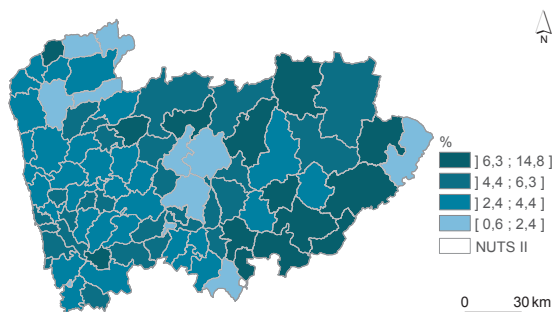 N
%
] 6,3 ; 14,8 ]
] 4,4 ; 6,3 ]
] 2,4 ; 4,4 ]
[ 0,6 ; 2,4 ]
NUTS II
0 30 km